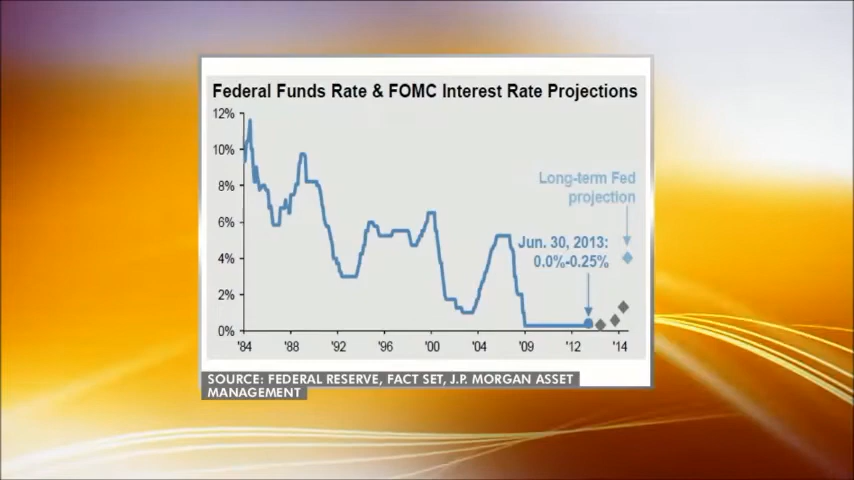 Federal Funds Rate & FOMC Interest Rate Projections
12%
10%
8%
6%
4%
2%
0%
Long-term Fed
projection
Jun. 30, 2013:
0.0%-0.25%
'84 '88 '92 '96 '00 '04 '09 '12 '14
SOURCE: FEDERAL RESERVE, FACT SET, J.P. MORGAN ASSET
MANAGEMENT